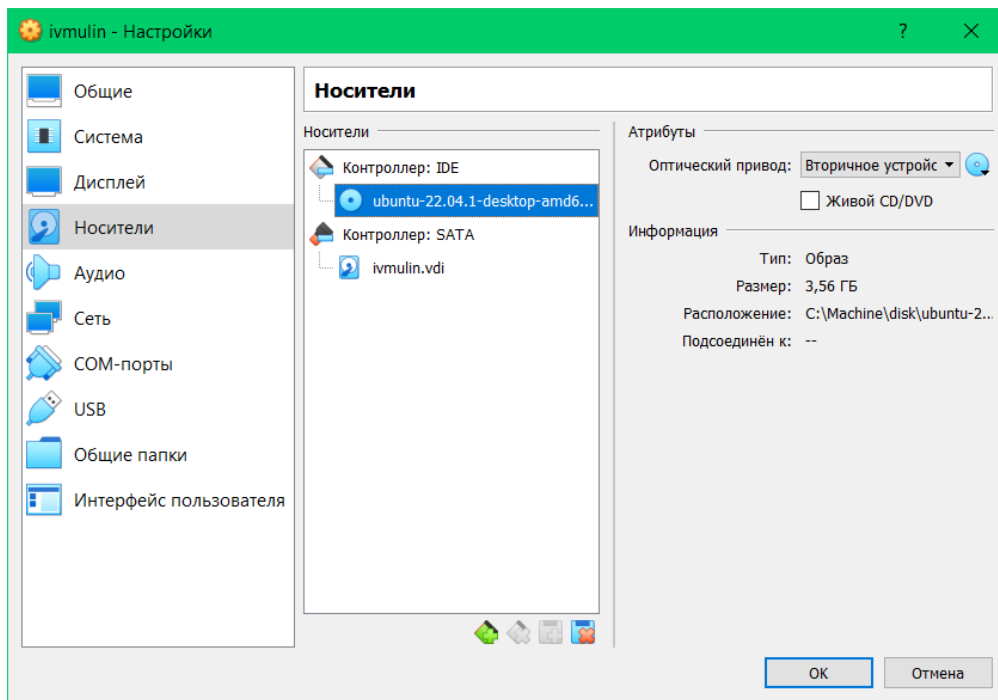 ivmulin - Настройки
?
Общие
Система
Дисплей
Носители
Аудио
Сеть
COM-порты
USB
Общие папки
Интерфейс пользователя
Носители
Носители
Контроллер: IDE
ubuntu-22.04.1-desktop-amd6...
Контроллер: SATA
ivmulin.vdi
Атрибуты
Оптический привод: Вторичное устройс
Живой CD/DVD
Информация
Тип: Образ
Размер: 3,56 ГБ
Расположение: C:\Machine\disk\ubuntu-2...
Подсоединён к: --
OK
Отмена